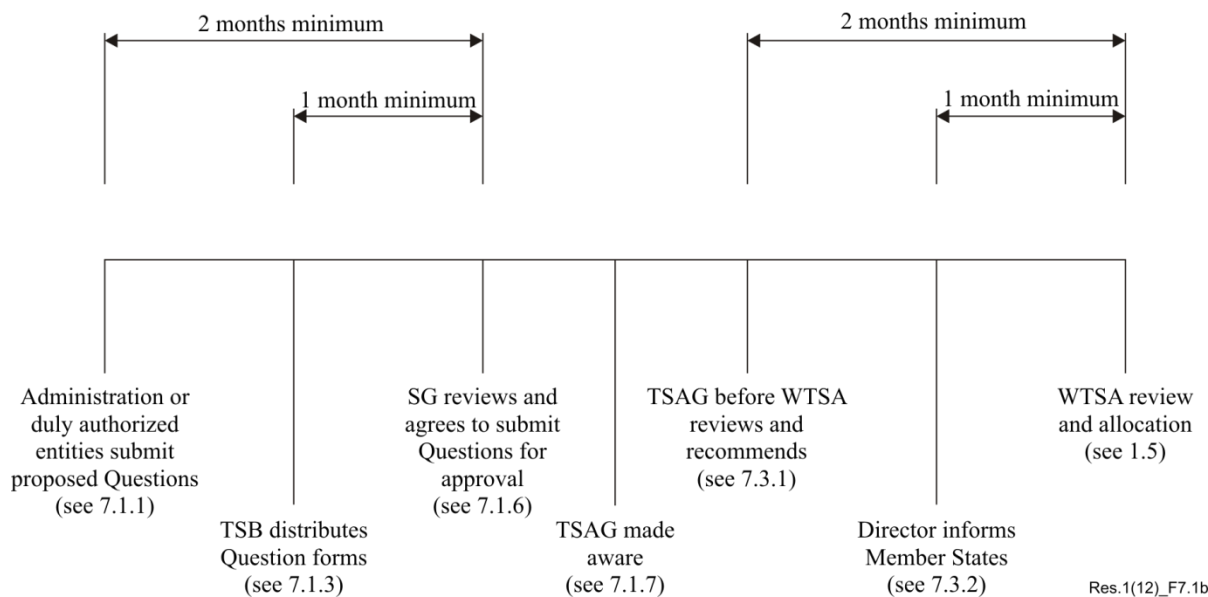 2 months minimum
2 months minimum
1 month minimum
1 month minimum
Administration or
duly authorized
entities submit
proposed Questions
(see 7.1.1)
TSB distributes
Question forms
(see 7.1.3)
SG reviews and
agrees to submit
Questions for
approval
(see 7.1.6)
TSAG made
aware
(see 7.1.7)
TSAG before WTSA
reviews and
recommends
(see 7.3.1)
Director informs
Member States
(see 7.3.2)
WTSA review
and allocation
(see 1.5)
Res.1(12)_F7.1b